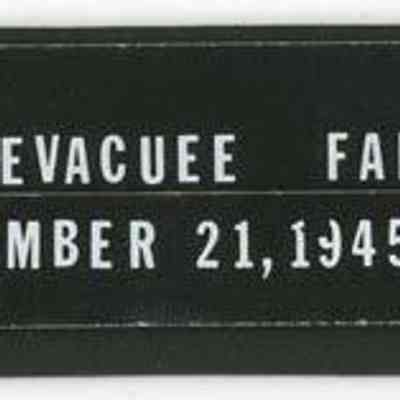 EVACUEE FA
MBER 21,1945